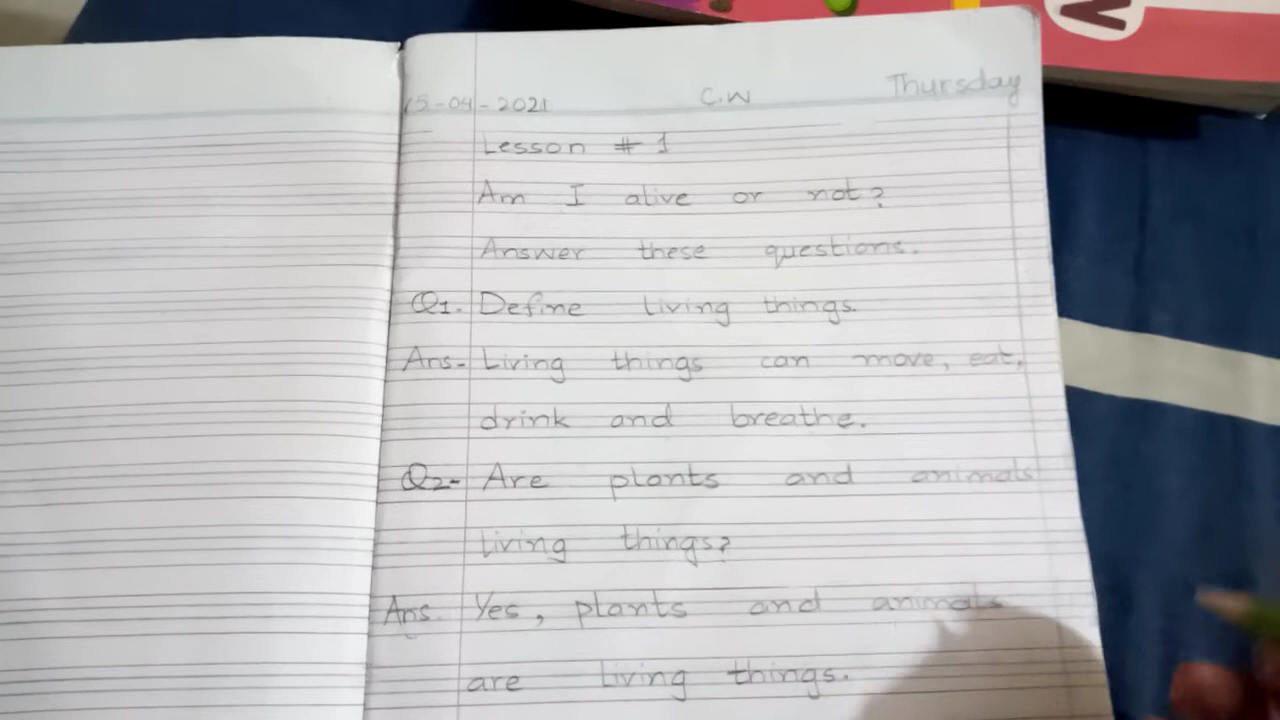 15-04-2021 C.W Thursday
Lesson # 1
Am I alive or not?
Answer these questions.
Q1. Define living things.
Ans- Living things can move, eat,
drink and breathe.
Q2- Are plants and animals
living things?
Ans. Yes, plants and animals
are living things.